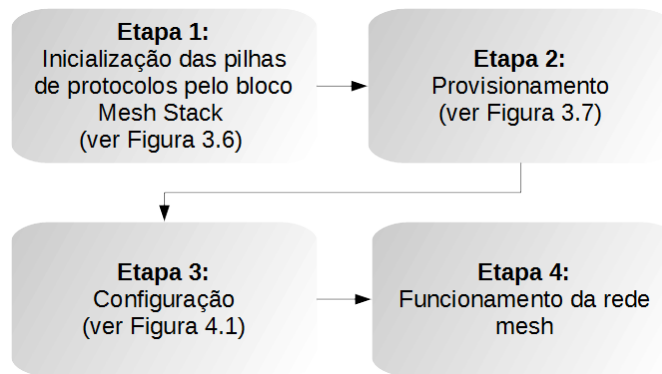 Etapa 1:
Inicialização das pilhas
de protocolos pelo bloco
Mesh Stack
(ver Figura 3.6)
Etapa 2:
Provisionamento
(ver Figura 3.7)
Etapa 3:
Configuração
(ver Figura 4.1)
Etapa 4:
Funcionamento da rede
mesh